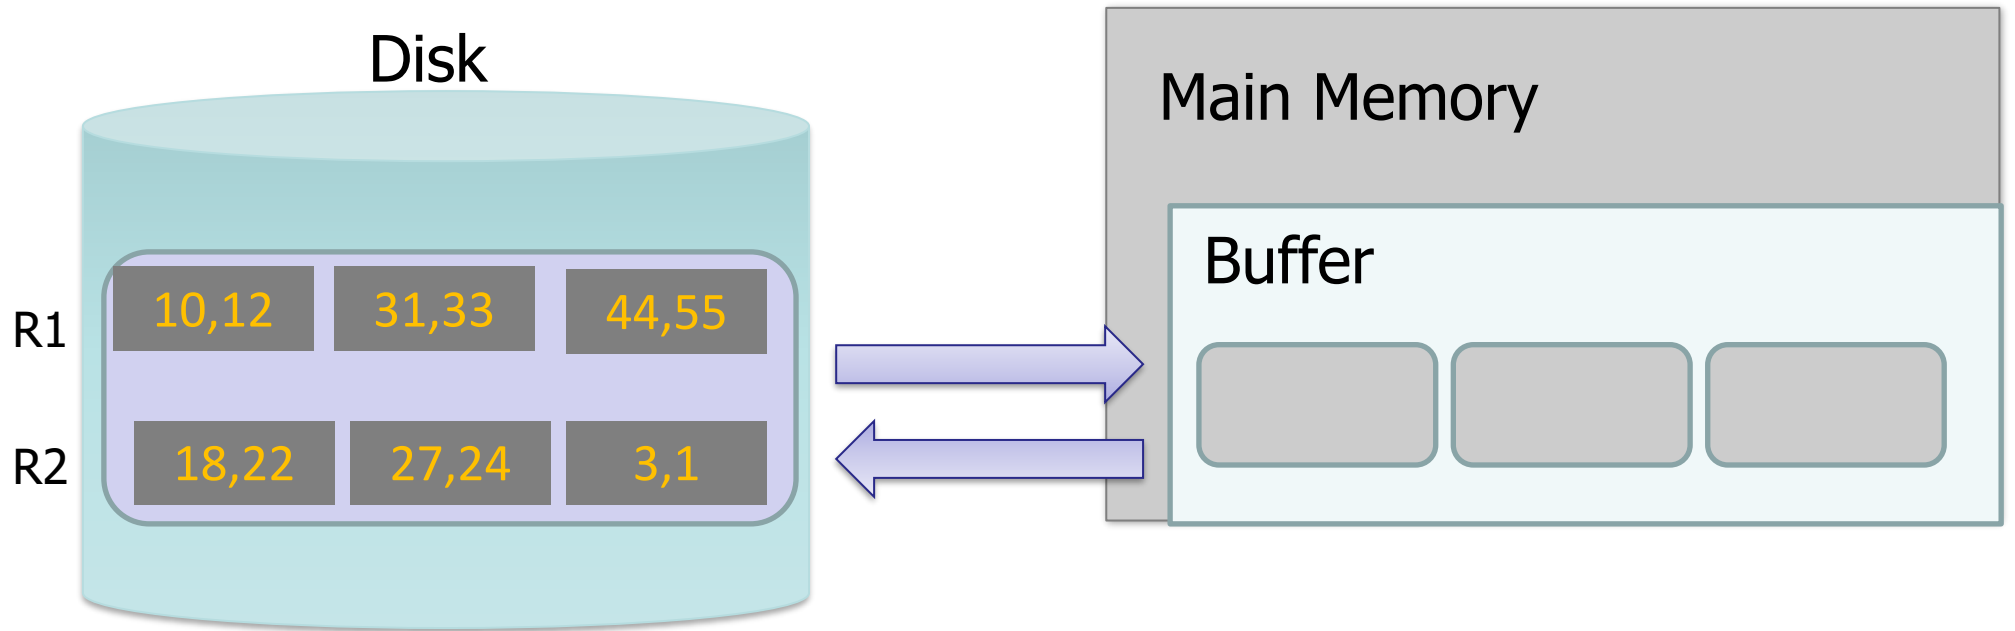 Disk
Main Memory
Buffer
R1
10,12
31,33
44,55
R2
18,22
27,24
3,1